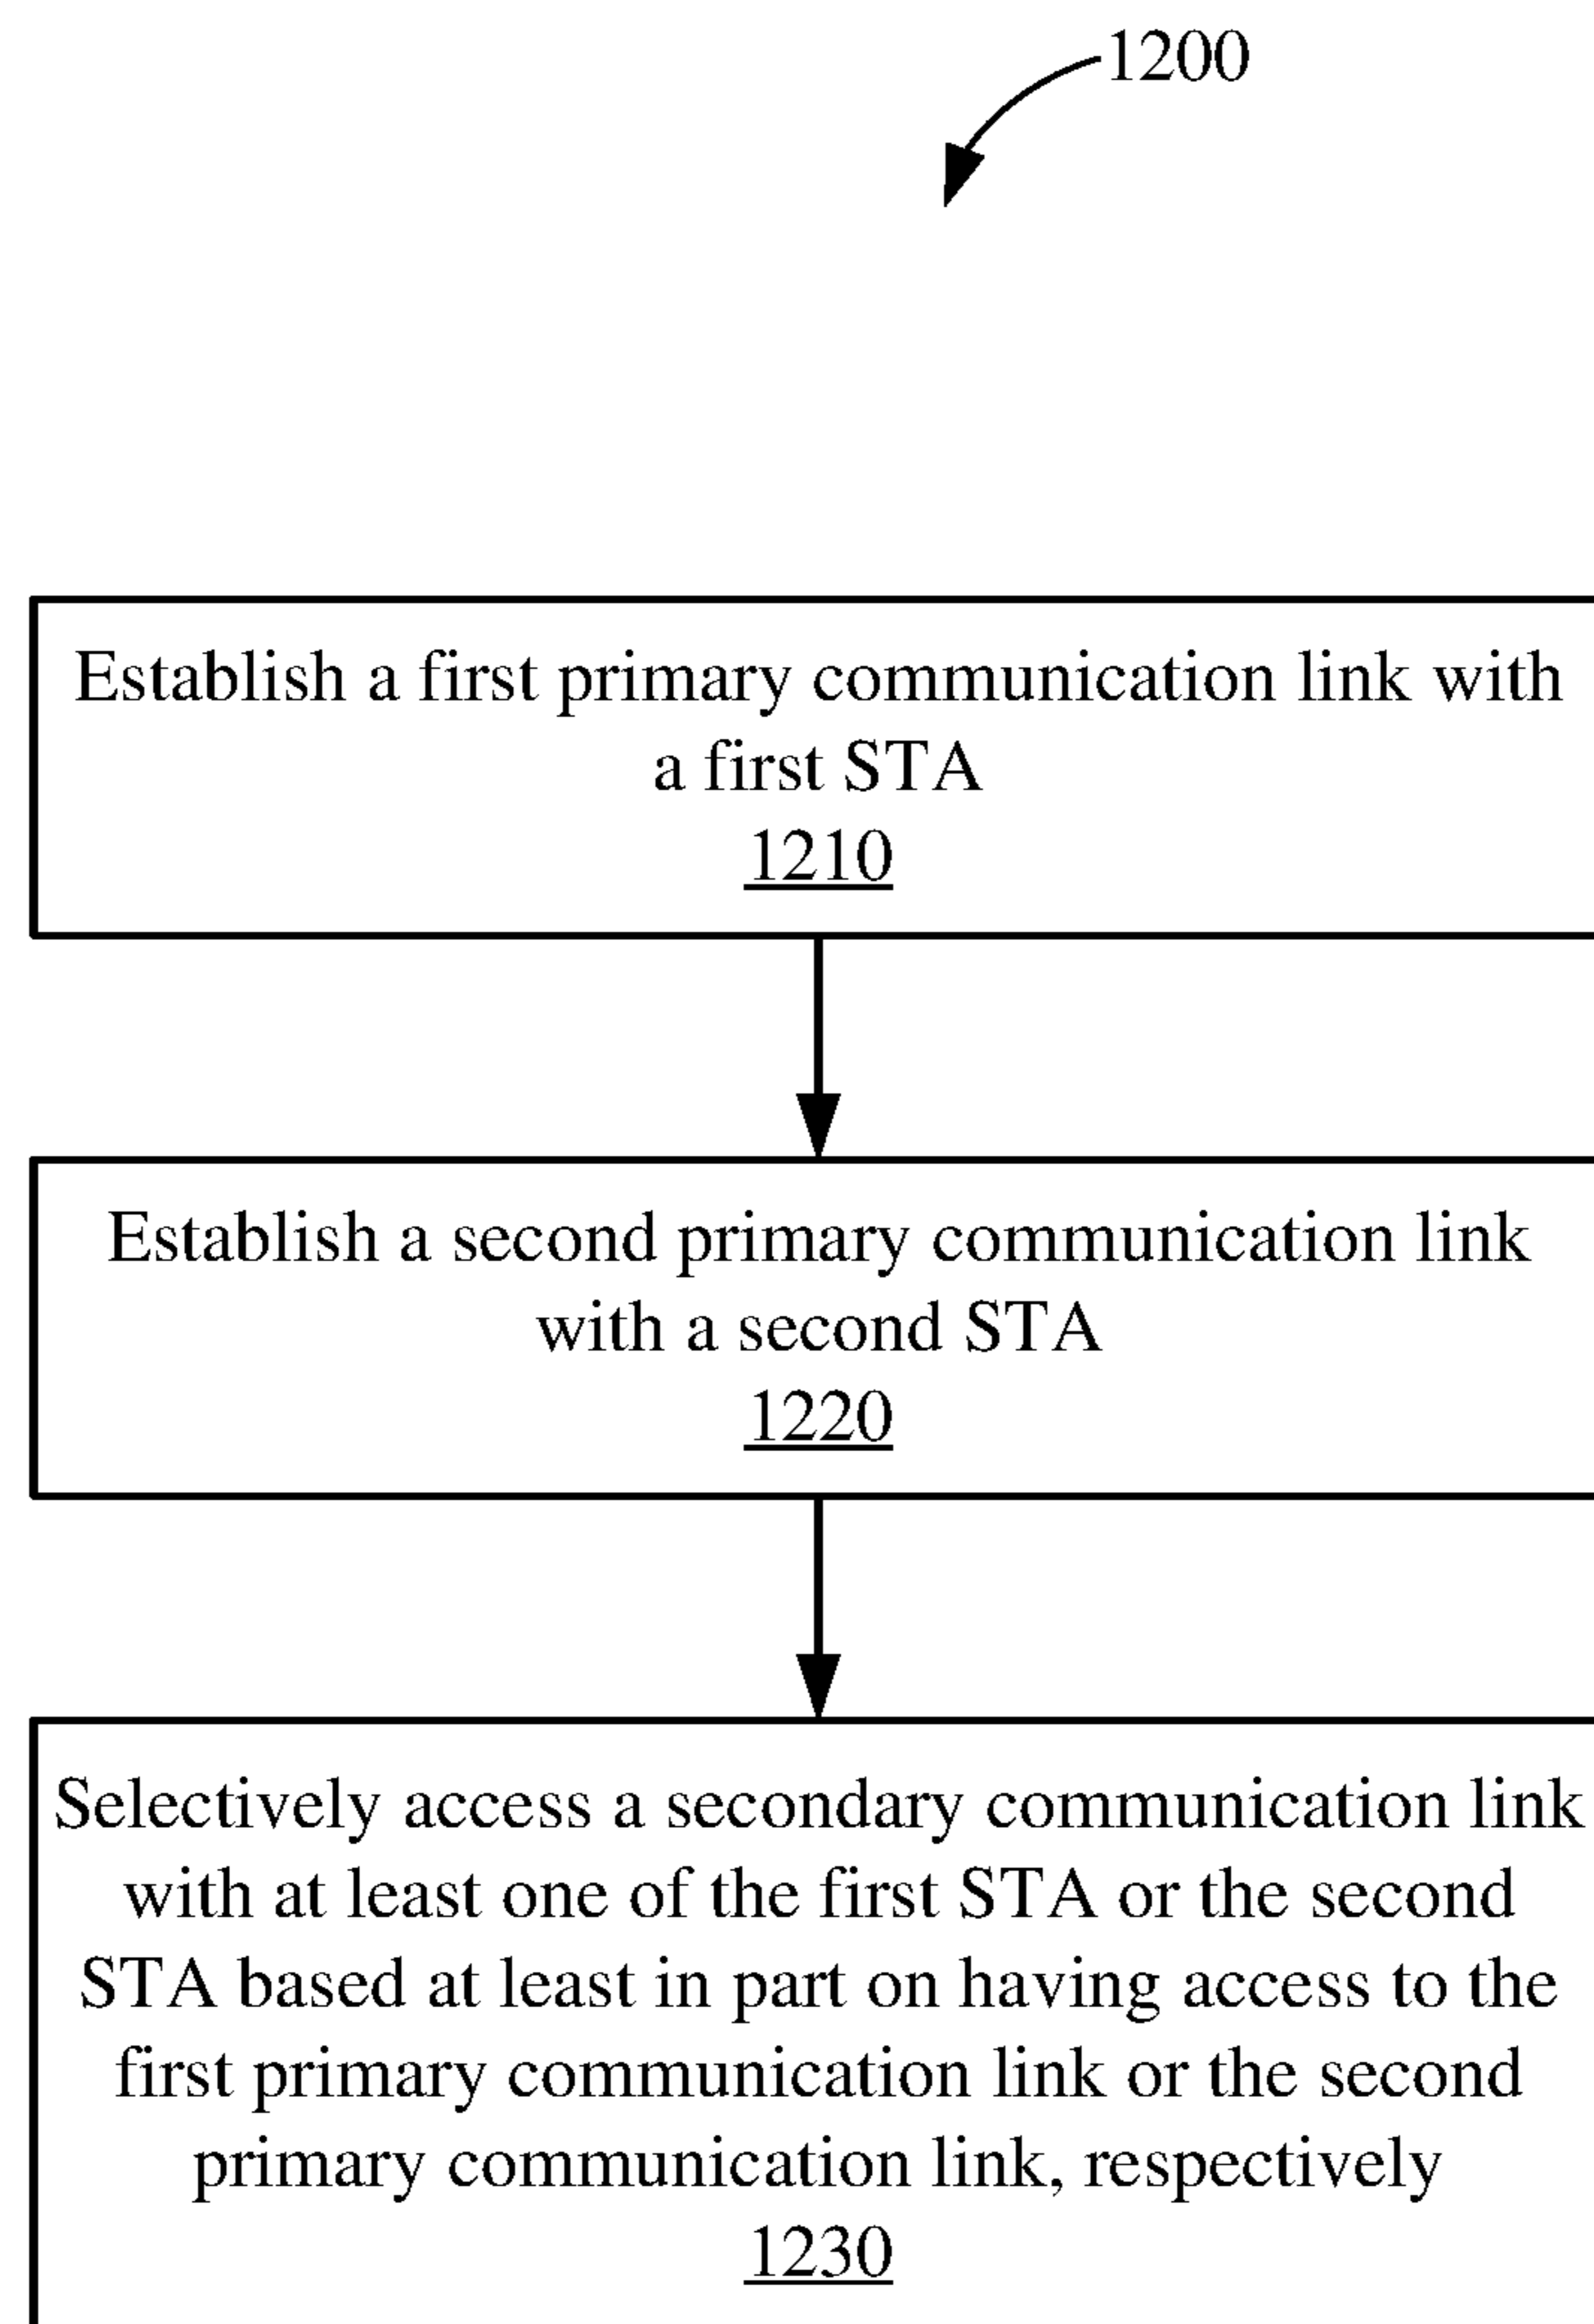 1200
Establish a first primary communication link with
a first STA
1210
Establish a second primary communication link
with a second STA
1220
Selectively access a secondary communication link
with at least one of the first STA or the second
STA based at least in part on having access to the
first primary communication link or the second
primary communication link, respectively
1230